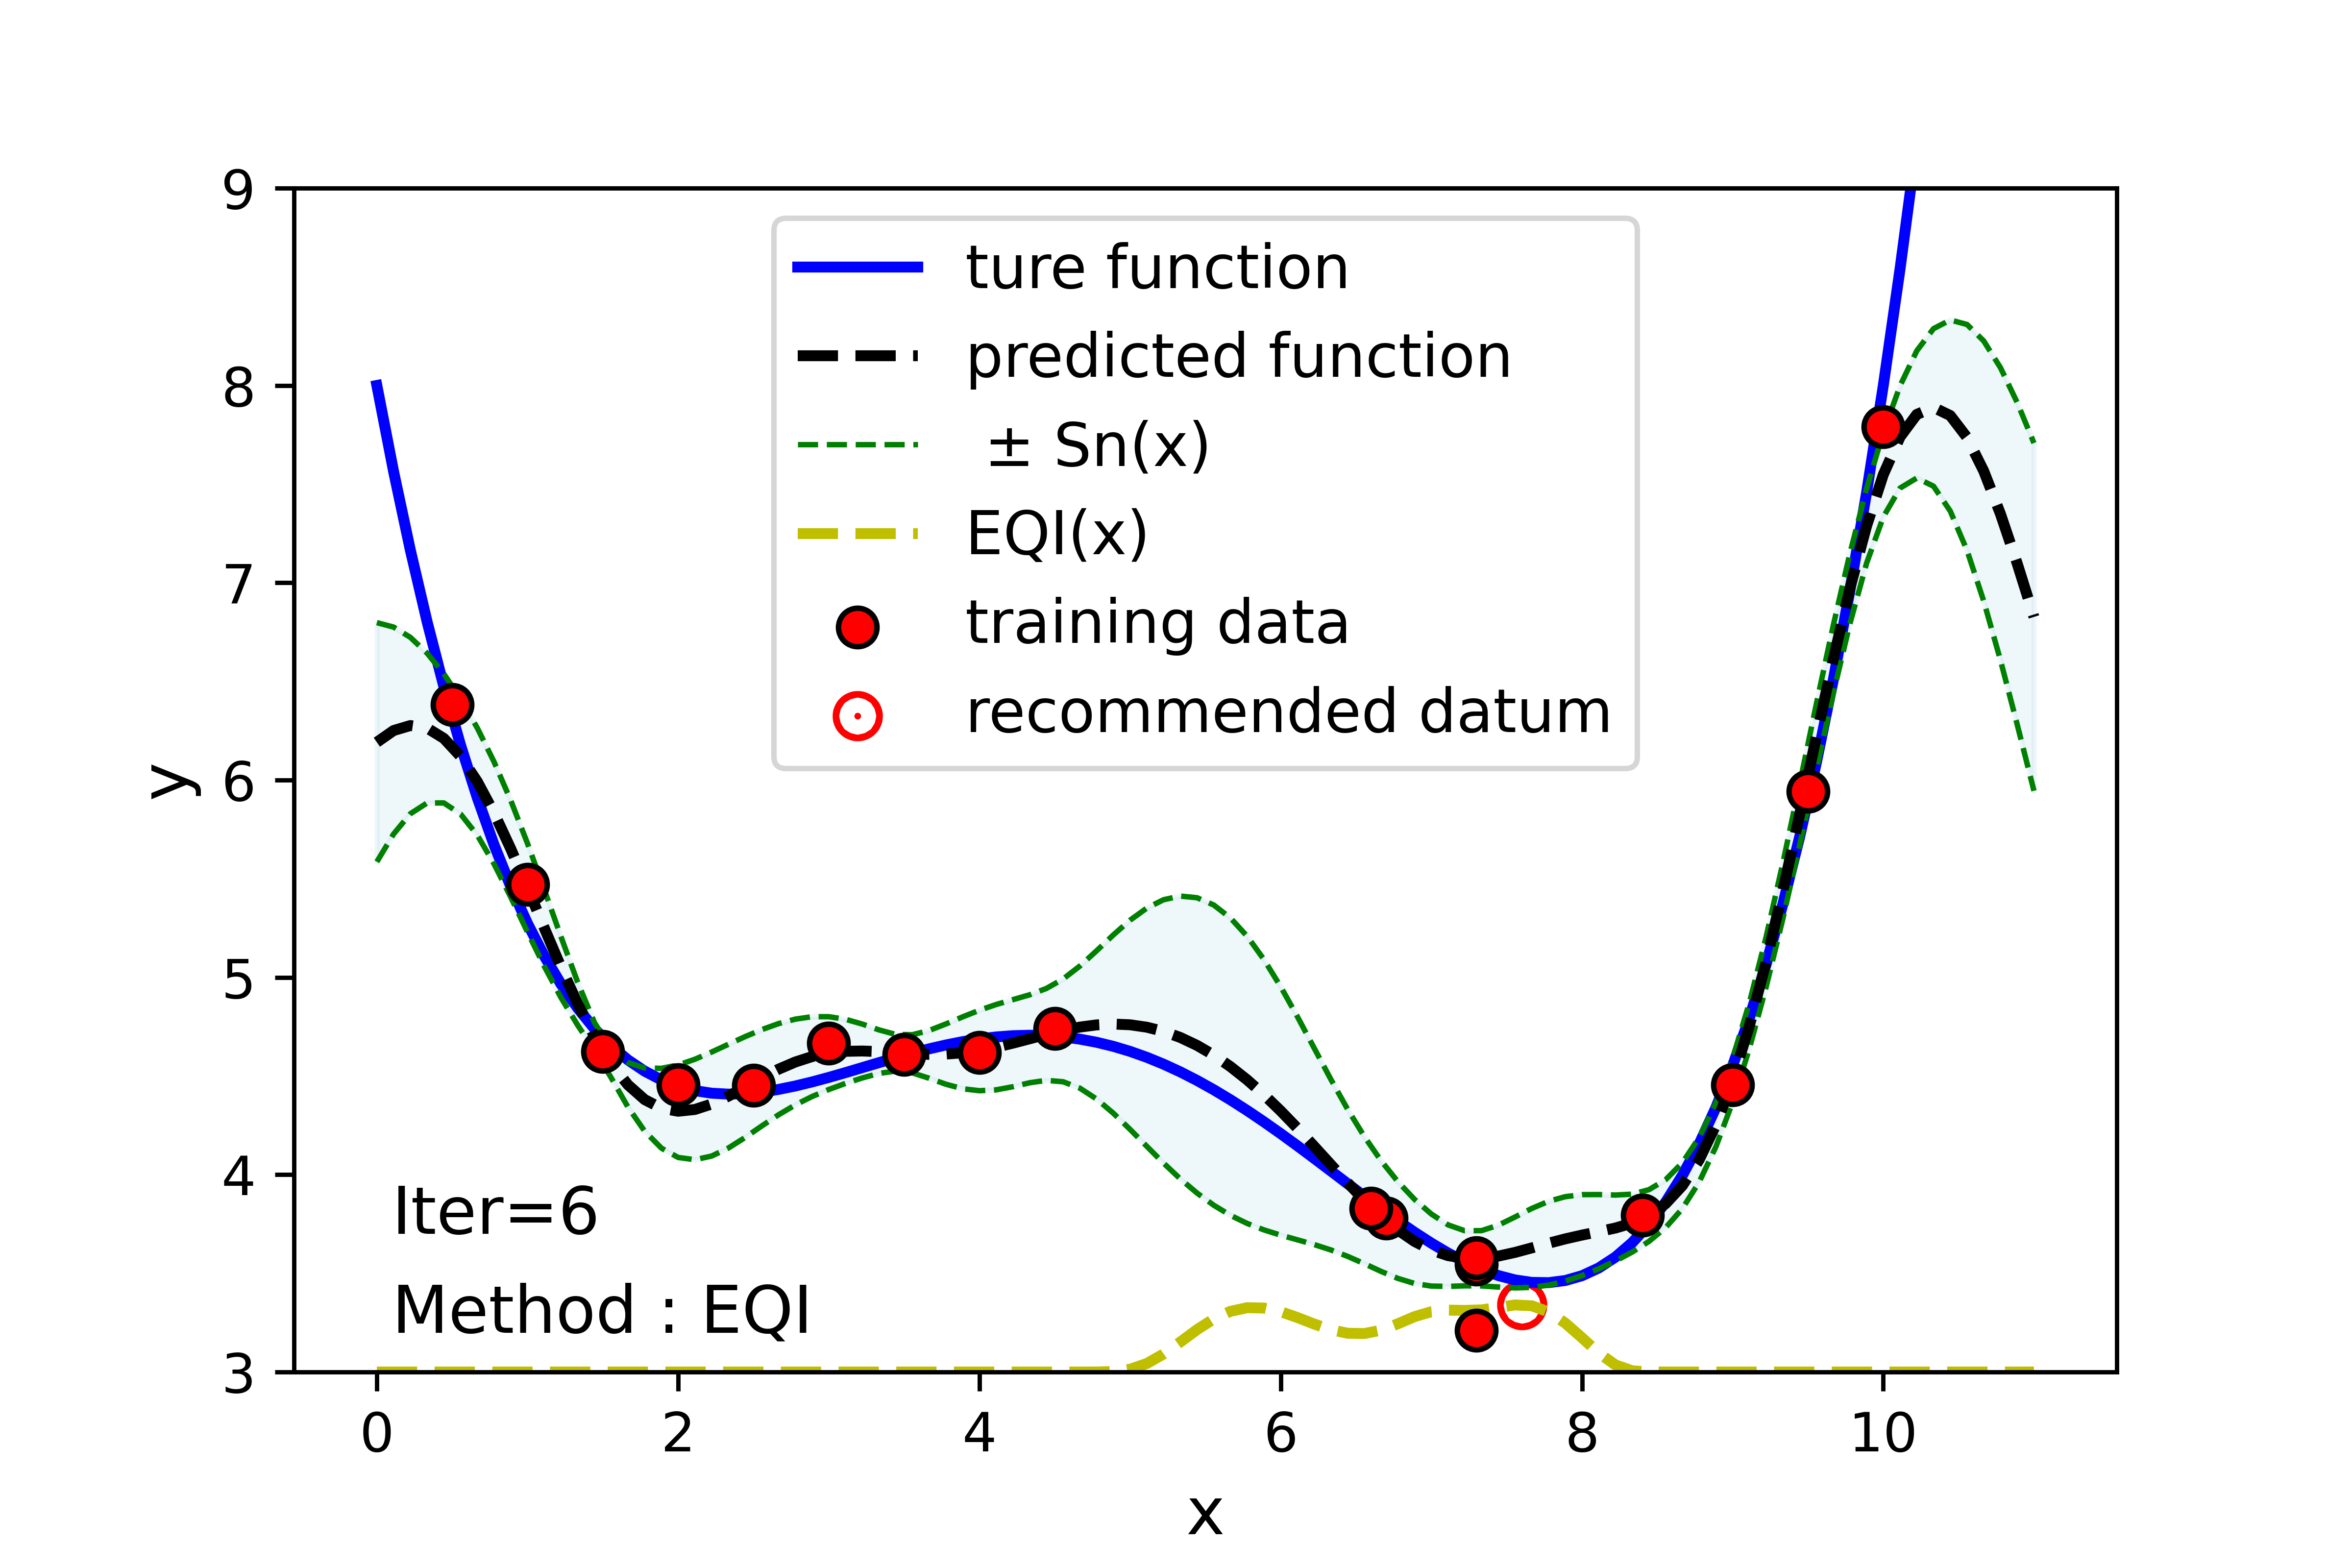 9
8
7
6
5
4
3
y
ture function
predicted function
± Sn(x)
EQI(x)
training data
recommended datum
Iter=6
Method : EQI
0 2 4 6 8 10
x